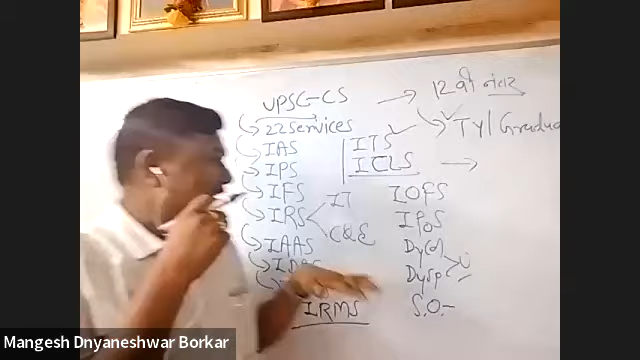 UPSC-CS → 12 वी नंतर
22 Services → TY/Gradua
IAS
IPS
IFS
IRS < IT
C&E
IAAS
IRMS
ITS
ICLS →
IOFS
IPoS
Dysp
S.O.-
Mangesh Dnyaneshwar Borkar